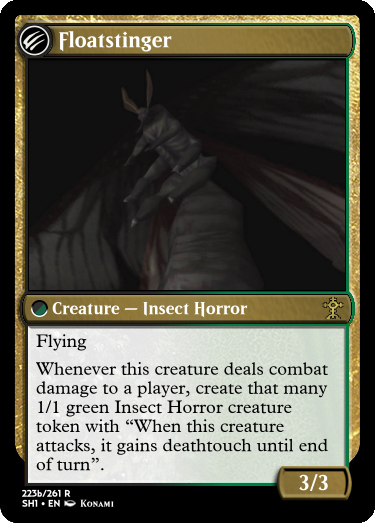 Floatstinger
Creature — Insect Horror
Flying
Whenever this creature deals combat
damage to a player, create that many
1/1 green Insect Horror creature
token with “When this creature
attacks, it gains deathtouch until end
of turn”.
3/3
223b/261 R
SH1 • EN Konami